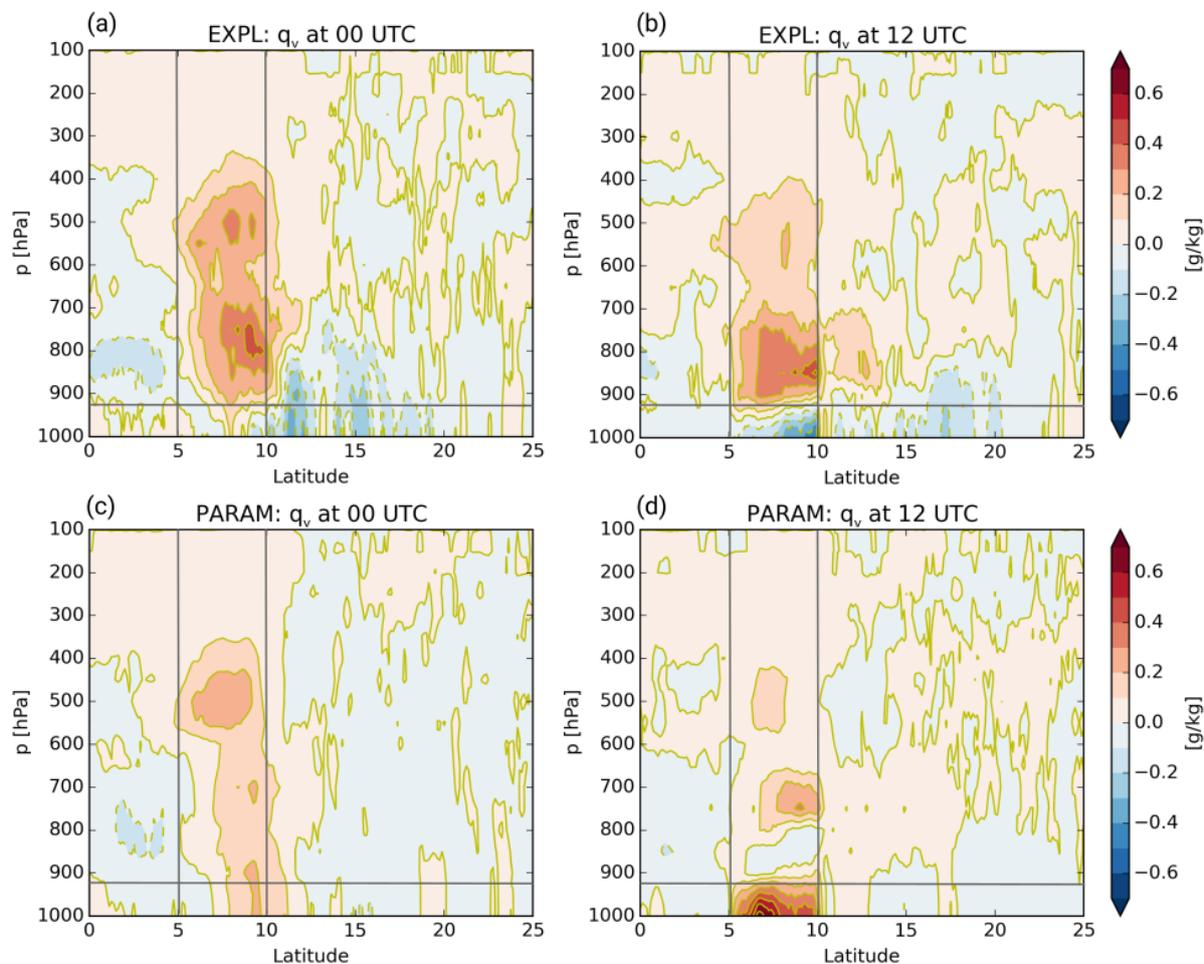 (a) (b)
EXPL: qᵥ at 00 UTC EXPL: qᵥ at 12 UTC
100 100
200 200 0.6
300 300 0.4
400 400 0.2
500 500 0.0
600 600 −0.2
700 700 −0.4
800 800 −0.6
900 900
1000 1000
p [hPa] p [hPa] [g/kg]
0 5 10 15 20 25 0 5 10 15 20 25
Latitude Latitude
(c) (d)
PARAM: qᵥ at 00 UTC PARAM: qᵥ at 12 UTC
100 100
200 200 0.6
300 300 0.4
400 400 0.2
500 500 0.0
600 600 −0.2
700 700 −0.4
800 800 −0.6
900 900
1000 1000
p [hPa] p [hPa] [g/kg]
0 5 10 15 20 25 0 5 10 15 20 25
Latitude Latitude